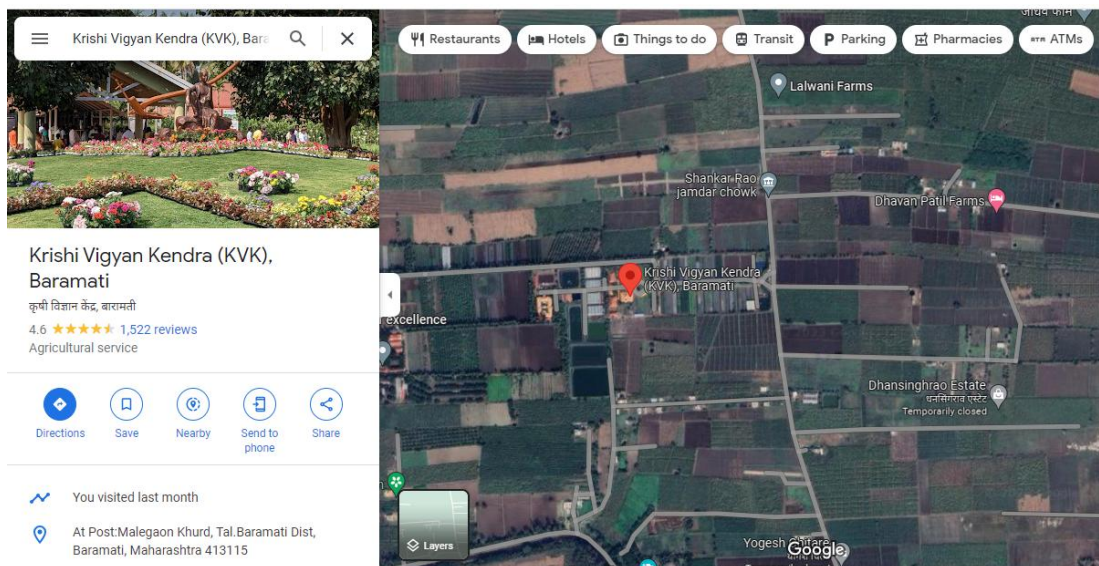 Krishi Vigyan Kendra (KVK), Bara
Krishi Vigyan Kendra (KVK),
Baramati
कृषी विज्ञान केंद्र, बारामती
4.6
1,522 reviews
Agricultural service
Directions
Save
Nearby
Send to
phone
Share
You visited last month
At Post:Malegaon Khurd, Tal.Baramati Dist,
Baramati, Maharashtra 413115
Restaurants
Hotels
Things to do
Transit
P Parking
Pharmacies
ATM ATMs
Lalwani Farms
Shankar Rao
jamdar chowk
Dhavan Patil Farms
Krishi Vigyan Kendra
(KVK), Baramati
excellence
Dhansinghrao Estate
धनसिंगराव एस्टेट
Temporarily closed
Layers
Yogesh
Google